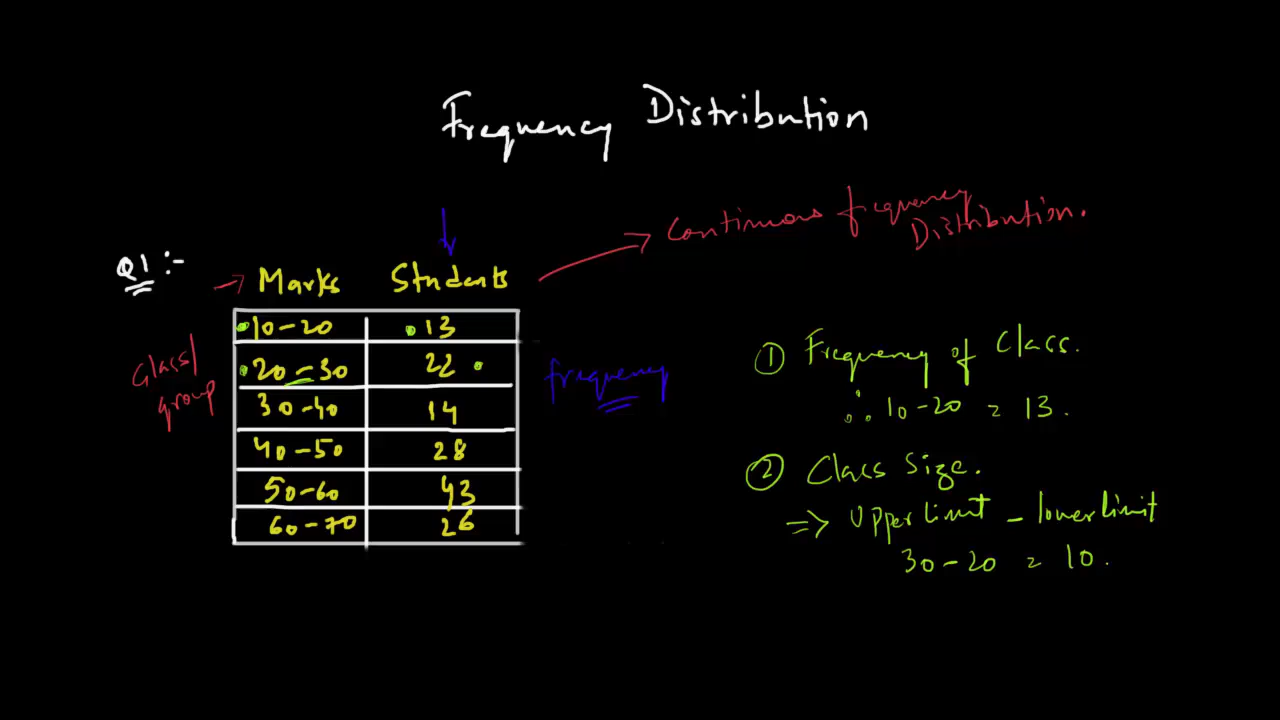 Frequency Distribution
Continuous frequency
Distribution.
Q1:-
Marks Students
10-20 13
20-30 22
30-40 14
40-50 28
50-60 43
60-70 26
Class/
group
frequency
① Frequency of Class.
∴ 10-20 = 13.
② Class Size.
=> Upper limit - lower limit
30-20 = 10.